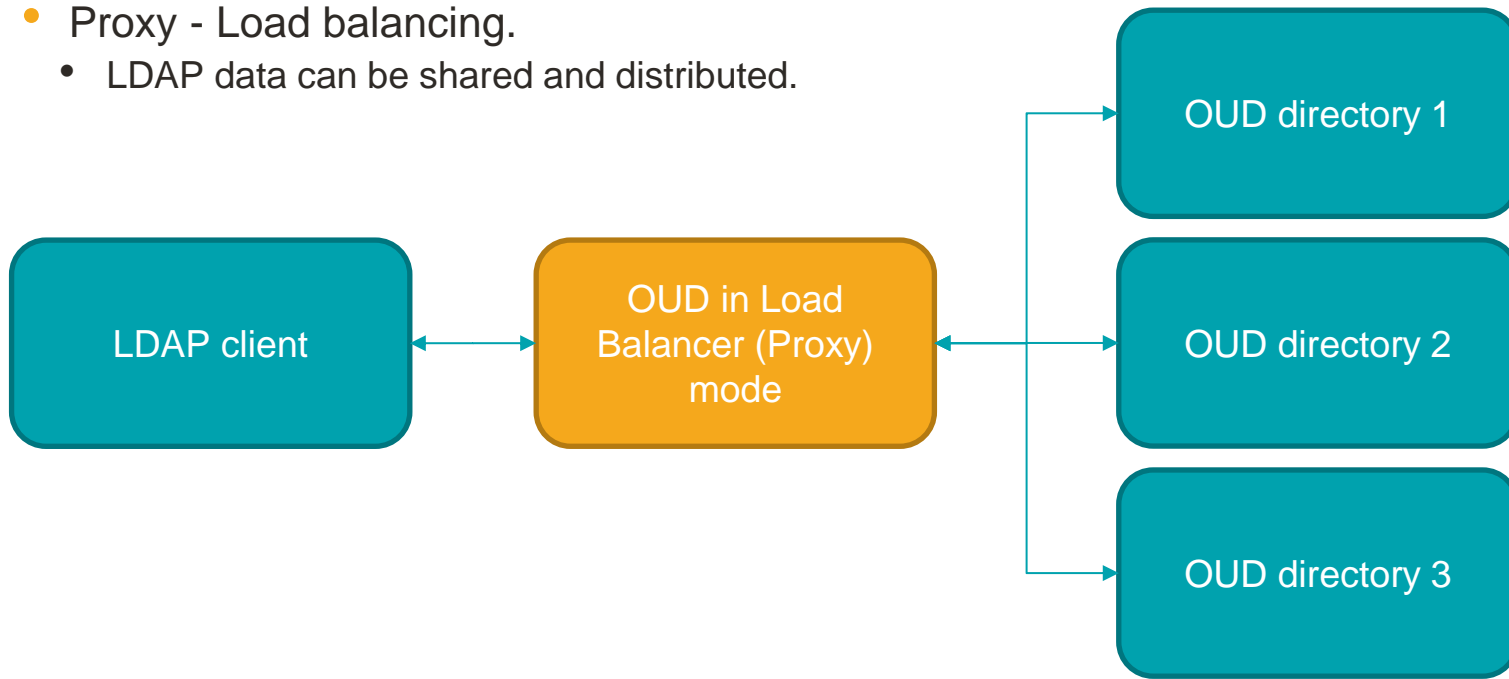 • Proxy - Load balancing.
• LDAP data can be shared and distributed.
OUD directory 1
LDAP client
OUD in Load
Balancer (Proxy)
mode
OUD directory 2
OUD directory 3